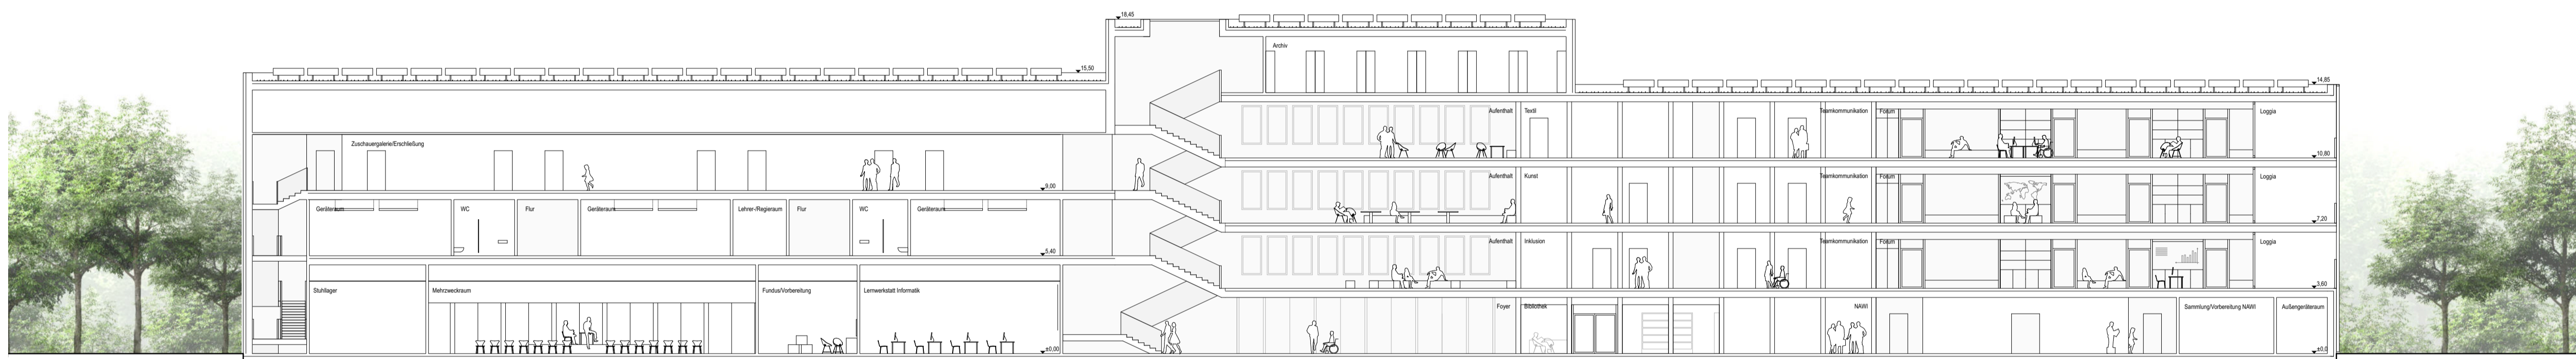 18,45
Archiv
15,50
14,85
Aufenthalt
Textil
Teamkommunikation
Forum
Loggia
Zuschauergalerie/Erschließung
10,80
Aufenthalt
Kunst
Teamkommunikation
Forum
Loggia
9,00
Geräteraum
WC
Flur
Geräteraum
Lehrer-/Regieraum
Flur
WC
Geräteraum
7,20
Aufenthalt
Inklusion
Teamkommunikation
Forum
Loggia
5,40
Stuhllager
Mehrzweckraum
Fundus/Vorbereitung
Lernwerkstatt Informatik
3,60
Foyer
Bibliothek
NAWI
Sammlung/Vorbereitung NAWI
Außengeräteraum
±0,00
±0,0